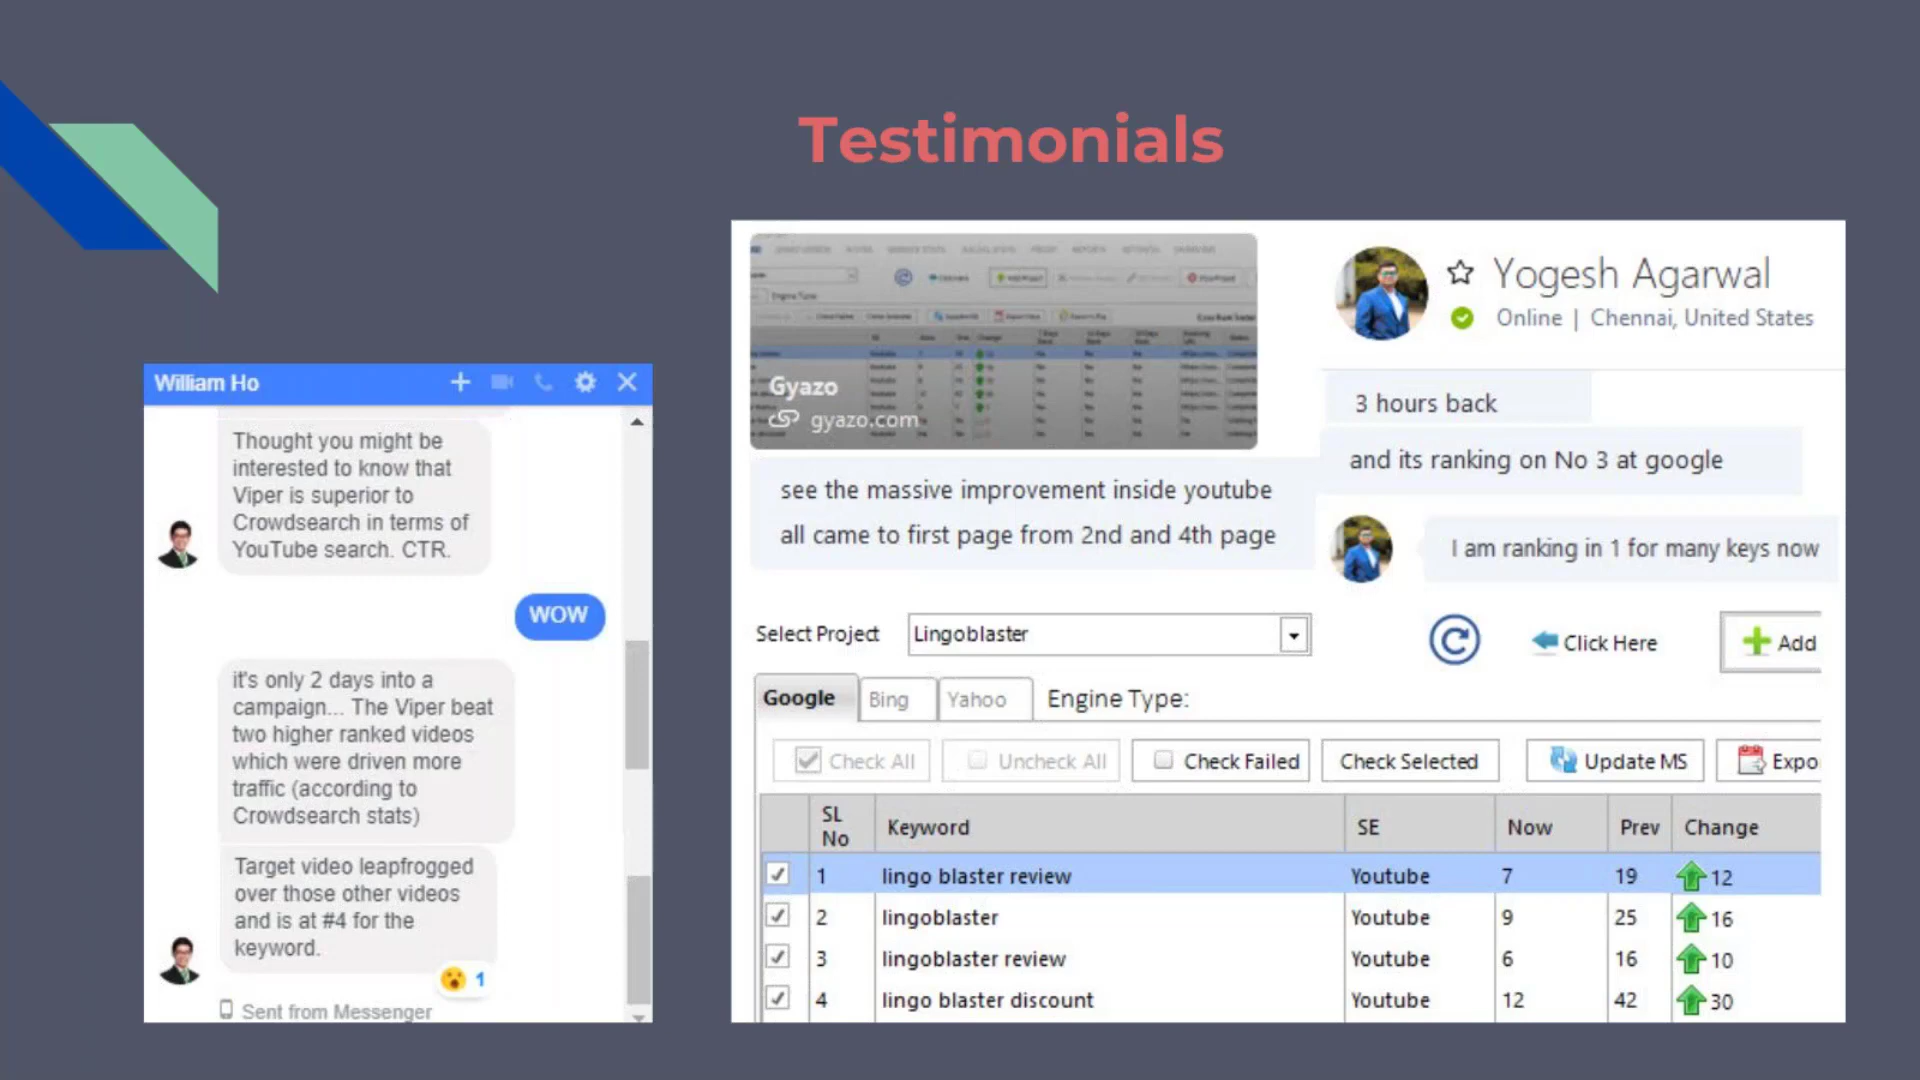 Testimonials
William Ho
Thought you might be
interested to know that
Viper is superior to
Crowdsearch in terms of
YouTube search. CTR.
WOW
it's only 2 days into a
campaign... The Viper beat
two higher ranked videos
which were driven more
traffic (according to
Crowdsearch stats)
Target video leapfrogged
over those other videos
and is at #4 for the
keyword.
1
Sent from Messenger
Gyazo
gyazo.com
see the massive improvement inside youtube
all came to first page from 2nd and 4th page
Yogesh Agarwal
Online | Chennai, United States
3 hours back
and its ranking on No 3 at google
I am ranking in 1 for many keys now
Select Project Lingoblaster Click Here Add
Google Bing Yahoo Engine Type:
Check All Uncheck All Check Failed Check Selected Update MS Expo
SL No Keyword SE Now Prev Change
1 lingo blaster review Youtube 7 19 12
2 lingoblaster Youtube 9 25 16
3 lingoblaster review Youtube 6 16 10
4 lingo blaster discount Youtube 12 42 30